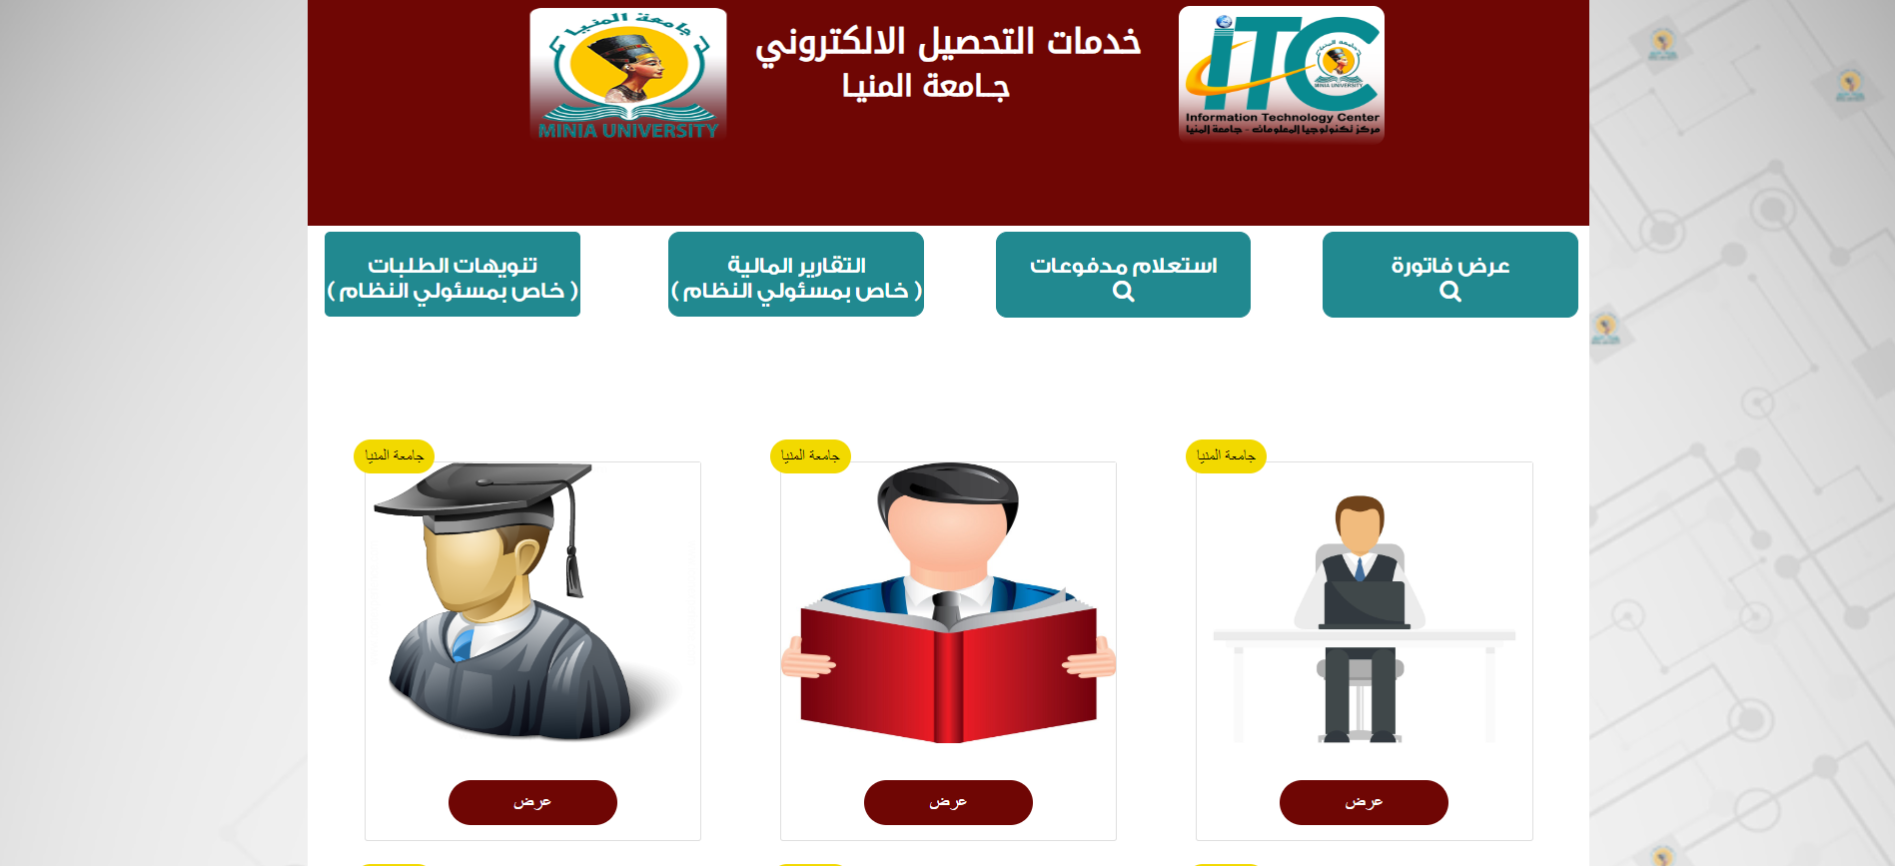 خدمات التحصيل الالكتروني
جـامعة المنيـا
iTC
جامعة المنيا
MINIA UNIVERSITY
Information Technology Center
مركز تكنولوجيا المعلومات - جامعة المنيا
جامعة المنيا
MINIA UNIVERSITY
عرض فاتورة
استعلام مدفوعات
التقارير المالية
( خاص بمسئولي النظام )
تنويهات الطلبات
( خاص بمسئولي النظام )
جامعة المنيا
جامعة المنيا
جامعة المنيا
عرض
عرض
عرض